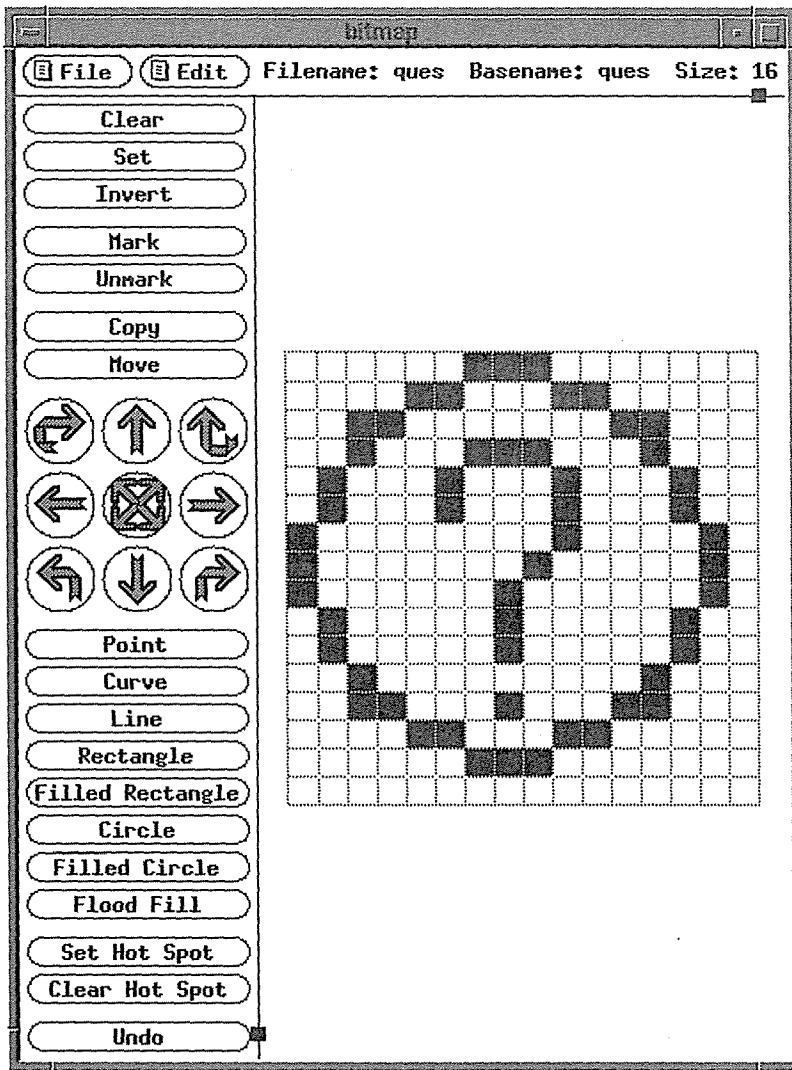 bitmap
File Edit Filename: ques Basename: ques Size: 16
Clear
Set
Invert
Mark
Unmark
Copy
Move
Point
Curve
Line
Rectangle
Filled Rectangle
Circle
Filled Circle
Flood Fill
Set Hot Spot
Clear Hot Spot
Undo